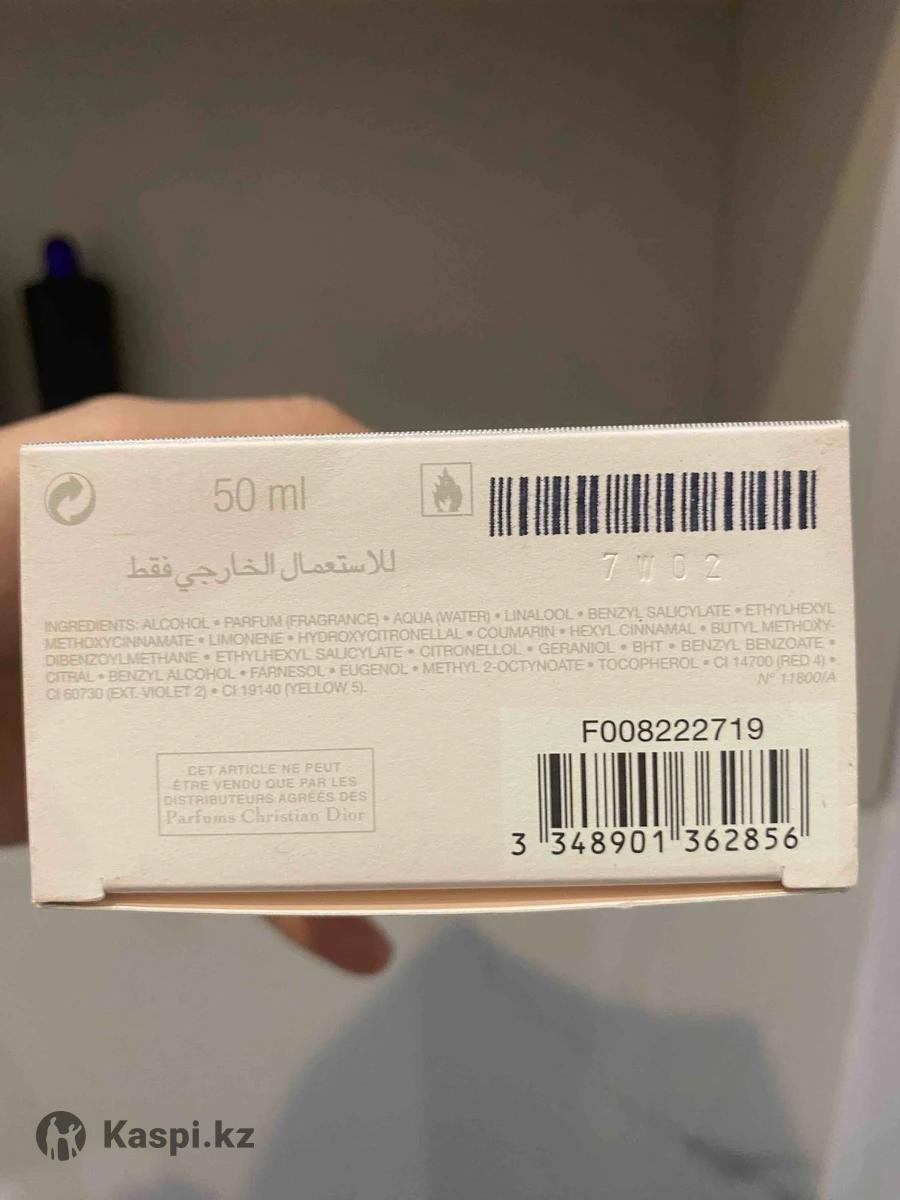 50 ml
للاستعمال الخارجي فقط
7W02
INGREDIENTS: ALCOHOL • PARFUM (FRAGRANCE) • AQUA (WATER) • LINALOOL • BENZYL SALICYLATE • ETHYLHEXYL
METHOXYCINNAMATE • LIMONENE • HYDROXYCITRONELLAL • COUMARIN • HEXYL CINNAMAL • BUTYL METHOXY-
DIBENZOYLMETHANE • ETHYLHEXYL SALICYLATE • CITRONELLOL • GERANIOL • BHT • BENZYL BENZOATE •
CITRAL • BENZYL ALCOHOL • FARNESOL • EUGENOL • METHYL 2-OCTYNOATE • TOCOPHEROL • CI 14700 (RED 4) •
CI 60730 (EXT. VIOLET 2) • CI 19140 (YELLOW 5).
N° 11800/A
CET ARTICLE NE PEUT
ÊTRE VENDU QUE PAR LES
DISTRIBUTEURS AGRÉÉS DES
Parfums Christian Dior
F008222719
3 348901 362856
Kaspi.kz